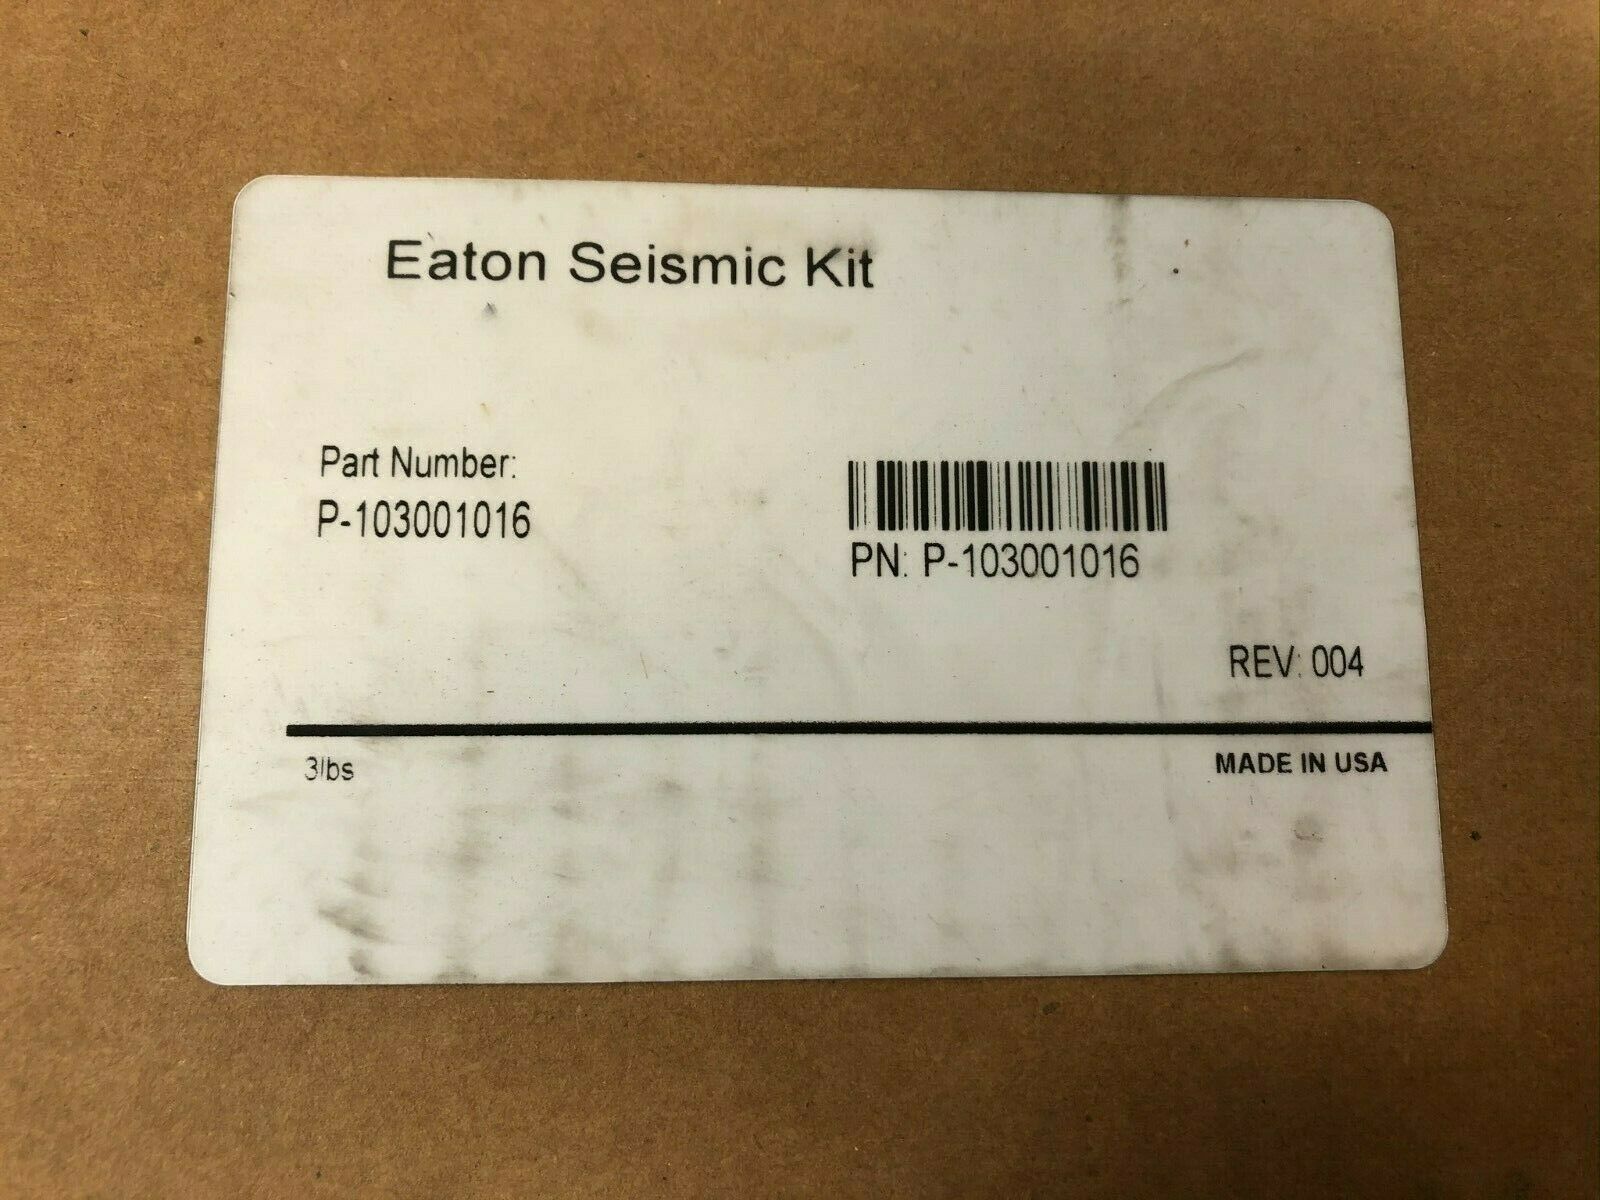 Eaton Seismic Kit
Part Number:
P-103001016
PN: P-103001016
REV: 004
3lbs
MADE IN USA